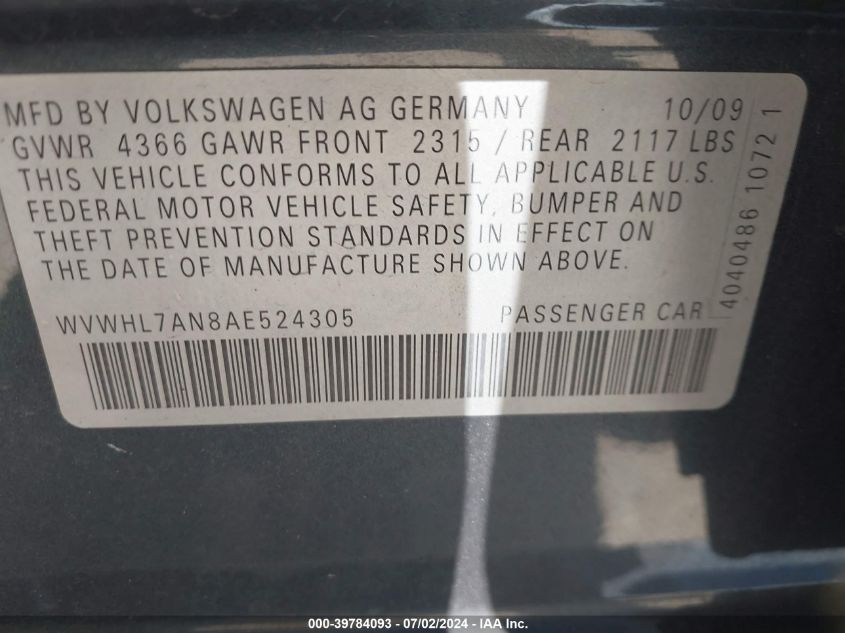 MFD BY VOLKSWAGEN AG GERMANY 10/09
GVWR 4366 GAWR FRONT 2315 / REAR 2117 LBS
THIS VEHICLE CONFORMS TO ALL APPLICABLE U.S.
FEDERAL MOTOR VEHICLE SAFETY, BUMPER AND
THEFT PREVENTION STANDARDS IN EFFECT ON
THE DATE OF MANUFACTURE SHOWN ABOVE.
WVWHL7AN8AE524305 PASSENGER CAR
4040486 1072 1
000-39784093 - 07/02/2024 - IAA Inc.